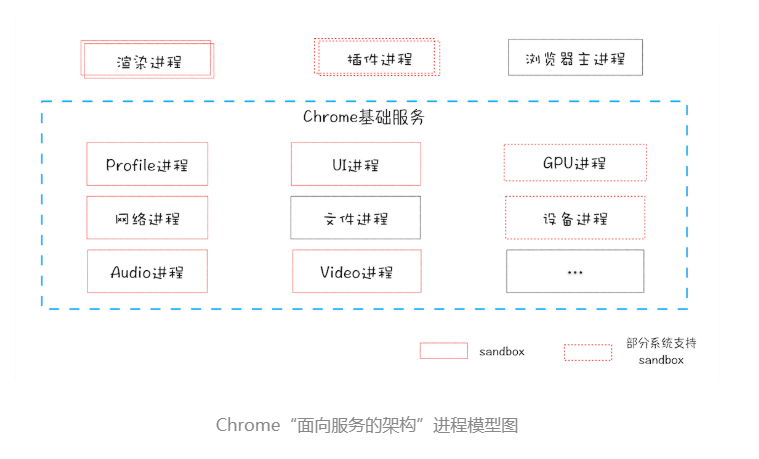 渲染进程
插件进程
浏览器主进程
Chrome基础服务
Profile进程
UI进程
GPU进程
网络进程
文件进程
设备进程
Audio进程
Video进程
...
sandbox
部分系统支持
sandbox
Chrome“面向服务的架构”进程模型图